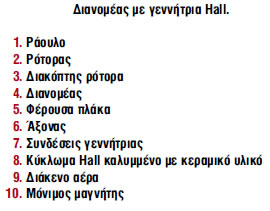 Διανομέας με γεννήτρια Hall.
1. Ράουλο
2. Ρότορας
3. Διακόπτης ρότορα
4. Διανομέας
5. Φέρουσα πλάκα
6. Άξονας
7. Συνδέσεις γεννήτριας
8. Κύκλωμα Hall καλυμμένο με κεραμικό υλικό
9. Διάκενο αέρα
10. Μόνιμος μαγνήτης